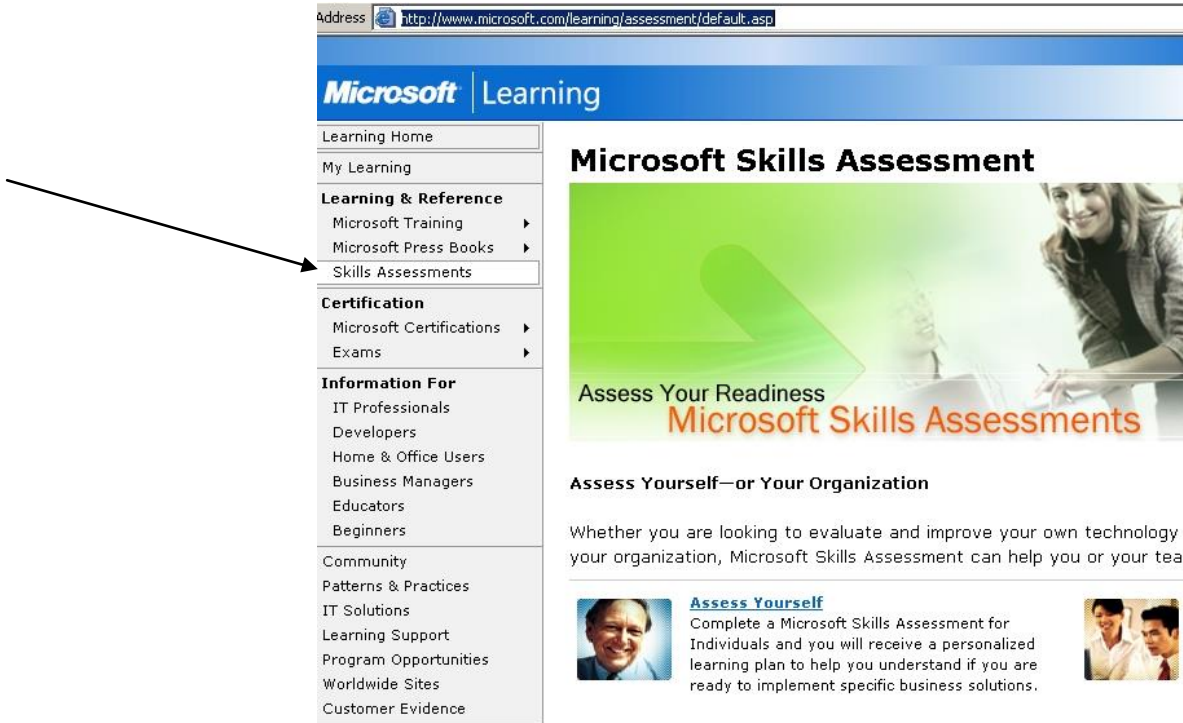 Address http://www.microsoft.com/learning/assessment/default.asp
Microsoft Learning
Learning Home
My Learning
Learning & Reference
Microsoft Training
Microsoft Press Books
Skills Assessments
Certification
Microsoft Certifications
Exams
Information For
IT Professionals
Developers
Home & Office Users
Business Managers
Educators
Beginners
Community
Patterns & Practices
IT Solutions
Learning Support
Program Opportunities
Worldwide Sites
Customer Evidence
Microsoft Skills Assessment
Assess Your Readiness
Microsoft Skills Assessments
Assess Yourself—or Your Organization
Whether you are looking to evaluate and improve your own technology
your organization, Microsoft Skills Assessment can help you or your tea
Assess Yourself
Complete a Microsoft Skills Assessment for
Individuals and you will receive a personalized
learning plan to help you understand if you are
ready to implement specific business solutions.